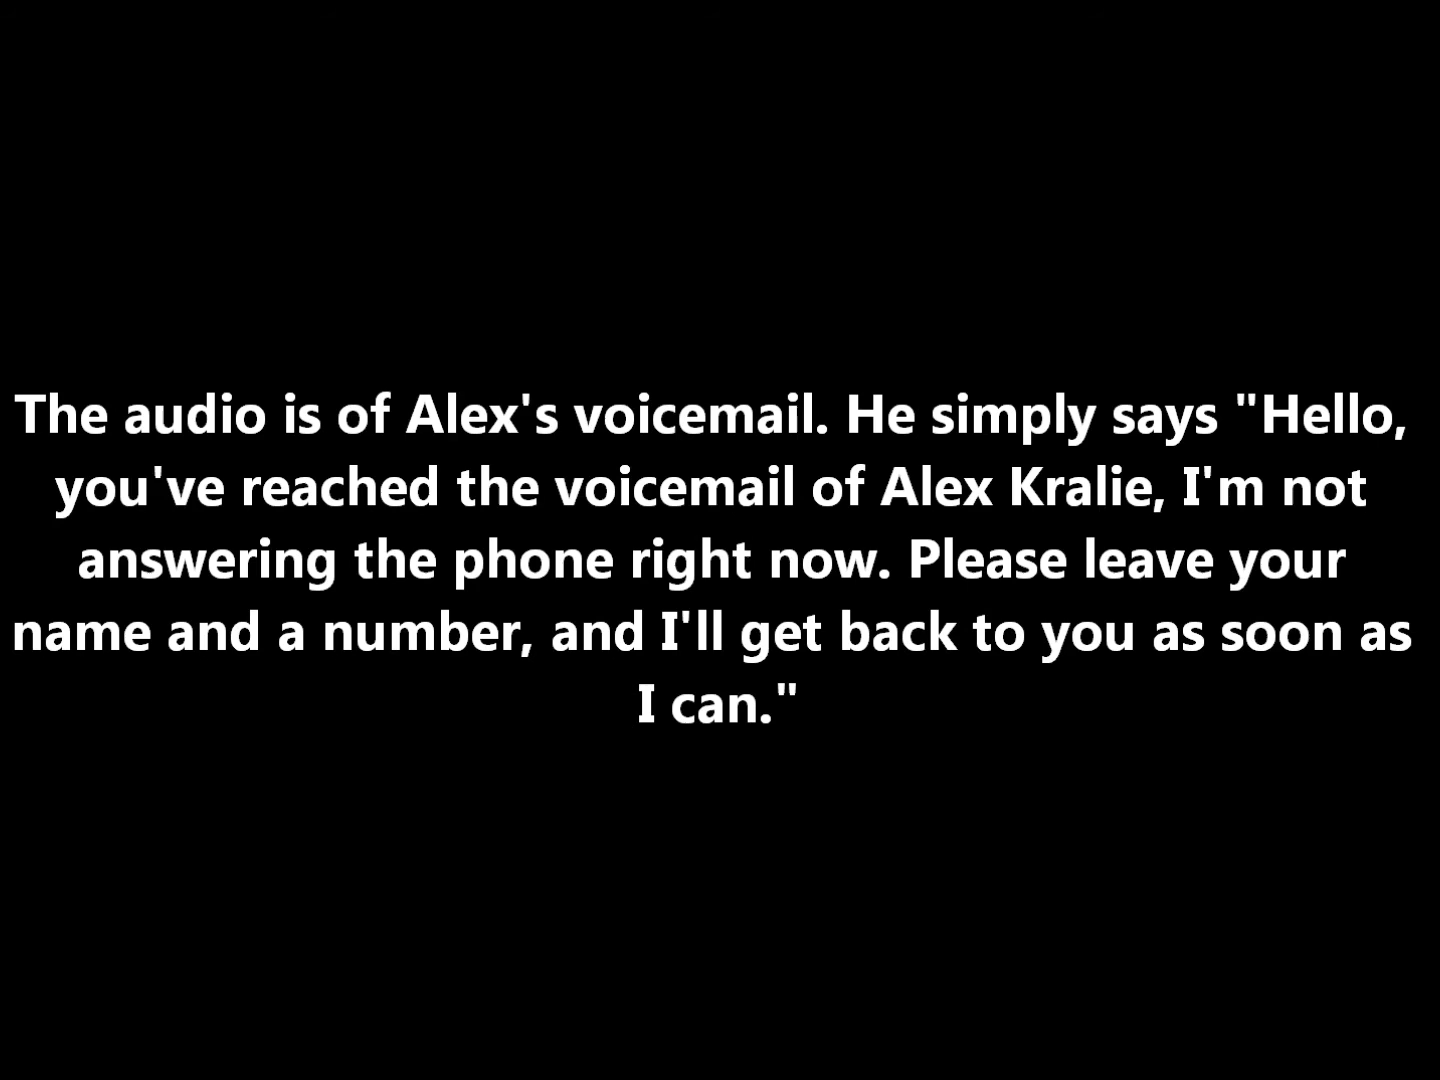 The audio is of Alex's voicemail. He simply says "Hello,
you've reached the voicemail of Alex Kralie, I'm not
answering the phone right now. Please leave your
name and a number, and I'll get back to you as soon as
I can."